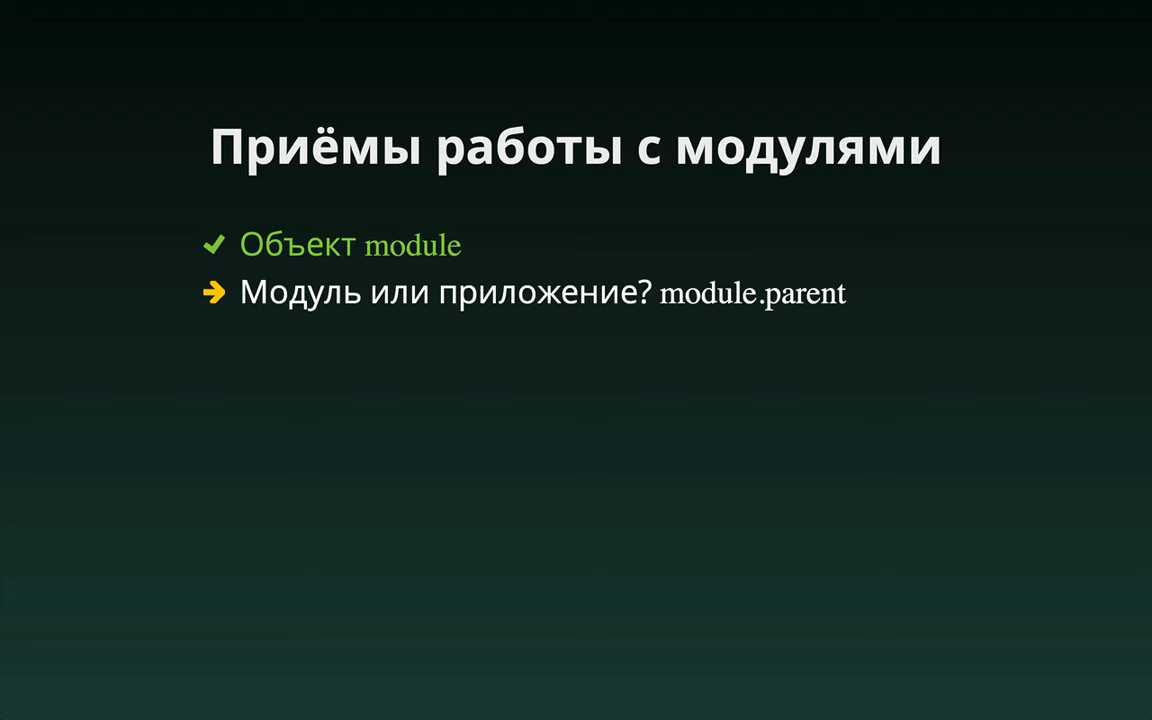 Приёмы работы с модулями
Объект module
Модуль или приложение? module.parent